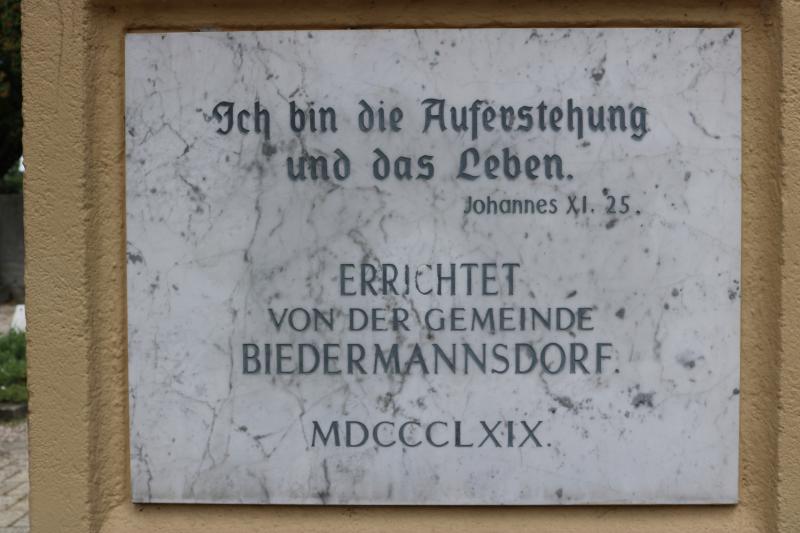 Ich bin die Auferstehung
und das Leben.
Johannes XI. 25.
ERRICHTET
VON DER GEMEINDE
BIEDERMANNSDORF.
MDCCCLXIX.